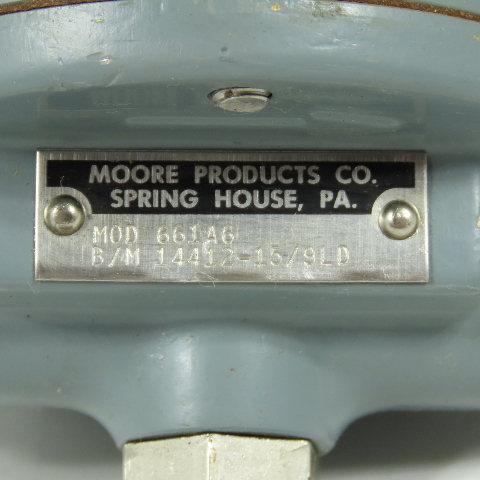 MOORE PRODUCTS CO.
SPRING HOUSE, PA.
MOD 661A6
B/M 14412-15/9LD